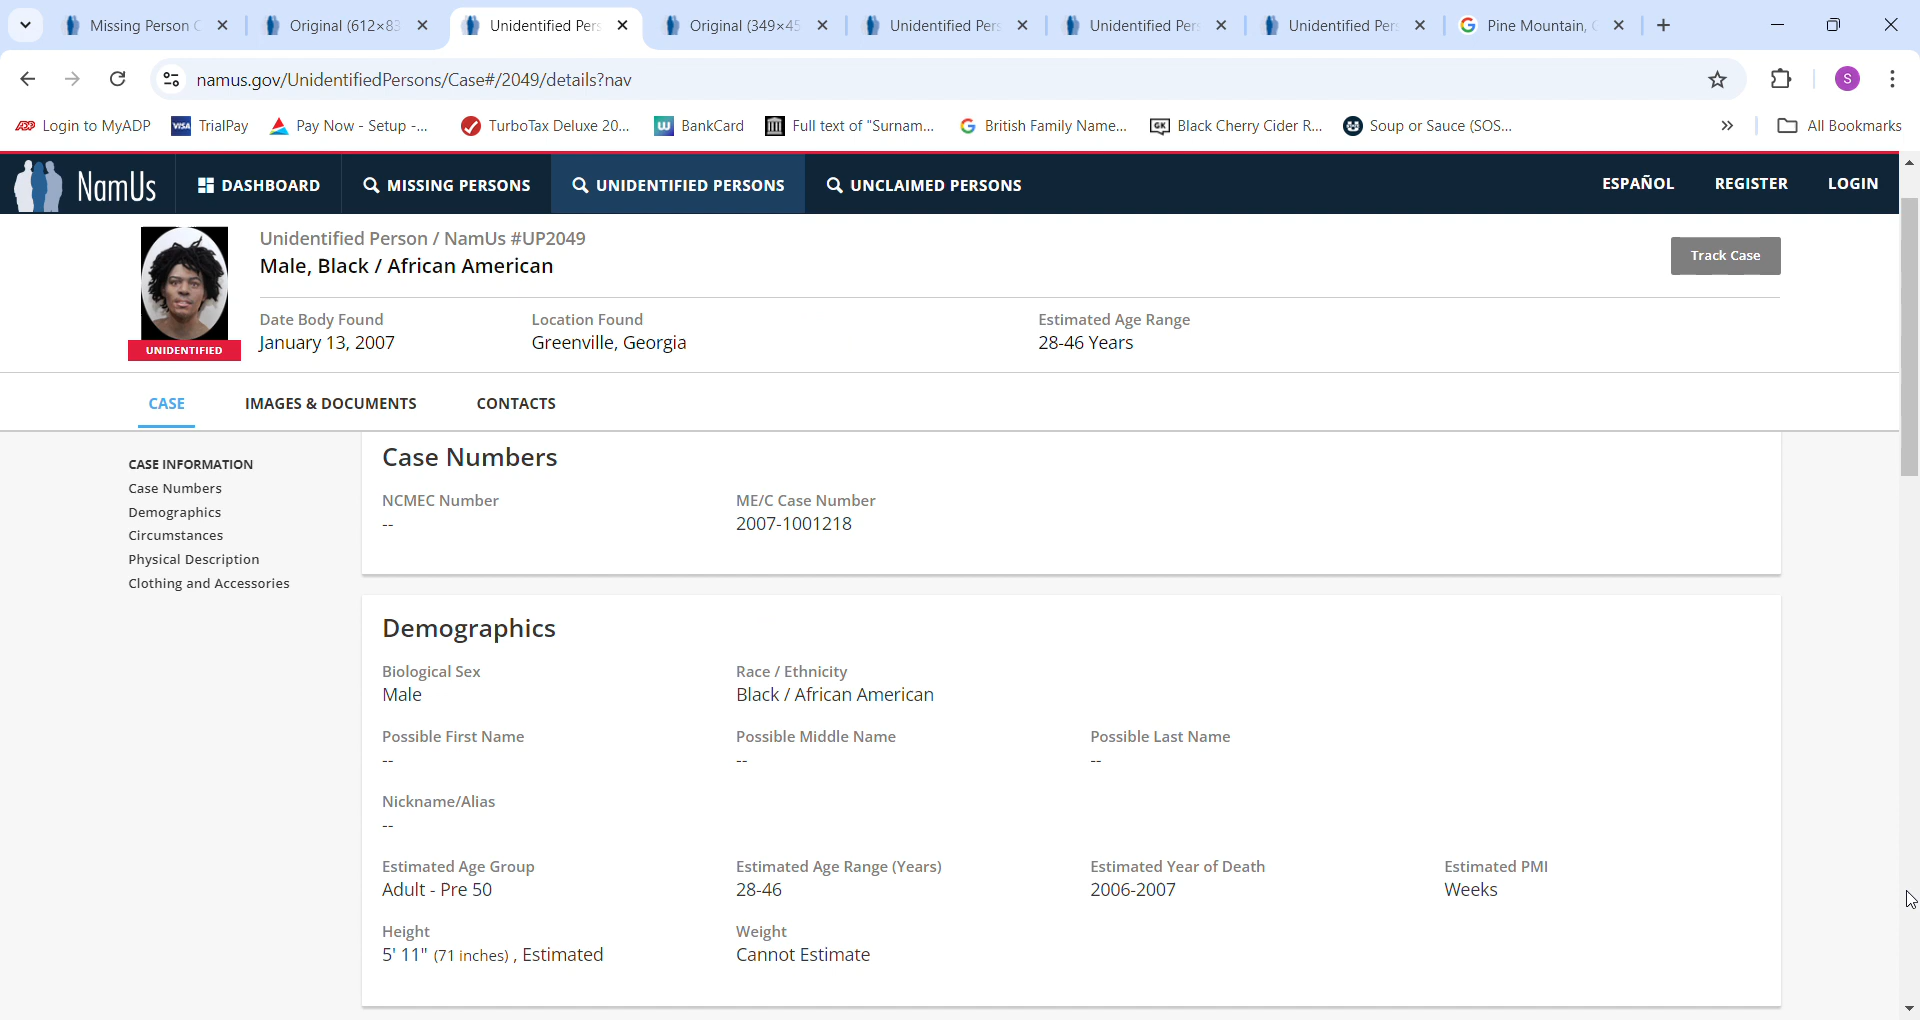 Missing Person C
Original (612×83
Unidentified Pers
Original (349×45
Unidentified Pers
Unidentified Pers
Unidentified Pers
Pine Mountain, G
namus.gov/UnidentifiedPersons/Case#/2049/details?nav
S
Login to MyADP
TrialPay
Pay Now - Setup -...
TurboTax Deluxe 20...
BankCard
Full text of "Surnam...
British Family Name...
Black Cherry Cider R...
Soup or Sauce (SOS...
All Bookmarks
NamUs
DASHBOARD
MISSING PERSONS
UNIDENTIFIED PERSONS
UNCLAIMED PERSONS
ESPAÑOL
REGISTER
LOGIN
Unidentified Person / NamUs #UP2049
Male, Black / African American
Track Case
UNIDENTIFIED
Date Body Found
January 13, 2007
Location Found
Greenville, Georgia
Estimated Age Range
28-46 Years
CASE
IMAGES & DOCUMENTS
CONTACTS
CASE INFORMATION
Case Numbers
Demographics
Circumstances
Physical Description
Clothing and Accessories
Case Numbers
NCMEC Number
--
ME/C Case Number
2007-1001218
Demographics
Biological Sex
Male
Race / Ethnicity
Black / African American
Possible First Name
--
Possible Middle Name
--
Possible Last Name
--
Nickname/Alias
--
Estimated Age Group
Adult - Pre 50
Estimated Age Range (Years)
28-46
Estimated Year of Death
2006-2007
Estimated PMI
Weeks
Height
5' 11" (71 inches) , Estimated
Weight
Cannot Estimate